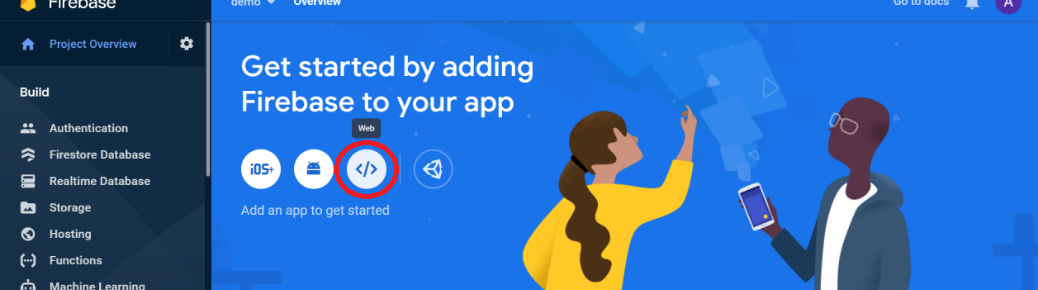 Firebase
demo Overview Go to docs A
Project Overview
Build
Authentication
Firestore Database
Realtime Database
Storage
Hosting
Functions
Machine Learning
Get started by adding
Firebase to your app
Web
iOS+ </>
Add an app to get started